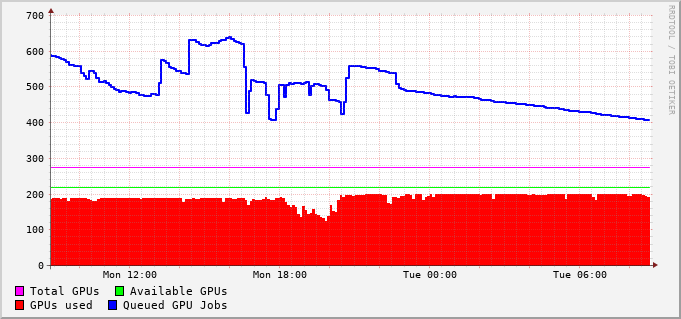 700
600
500
400
300
200
100
0
Mon 12:00 Mon 18:00 Tue 00:00 Tue 06:00
Total GPUs Available GPUs
GPUs used Queued GPU Jobs
RRDTOOL / TOBI OETIKER